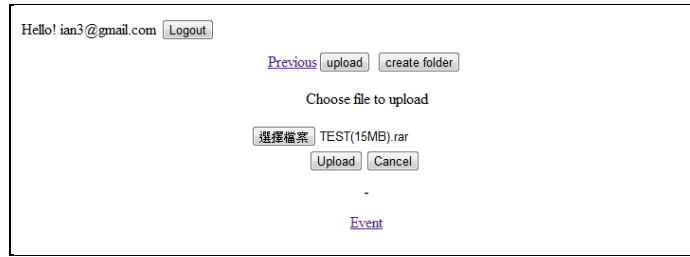 Hello! ian3@gmail.com Logout
Previous upload create folder
Choose file to upload
選擇檔案 TEST(15MB).rar
Upload Cancel
-
Event